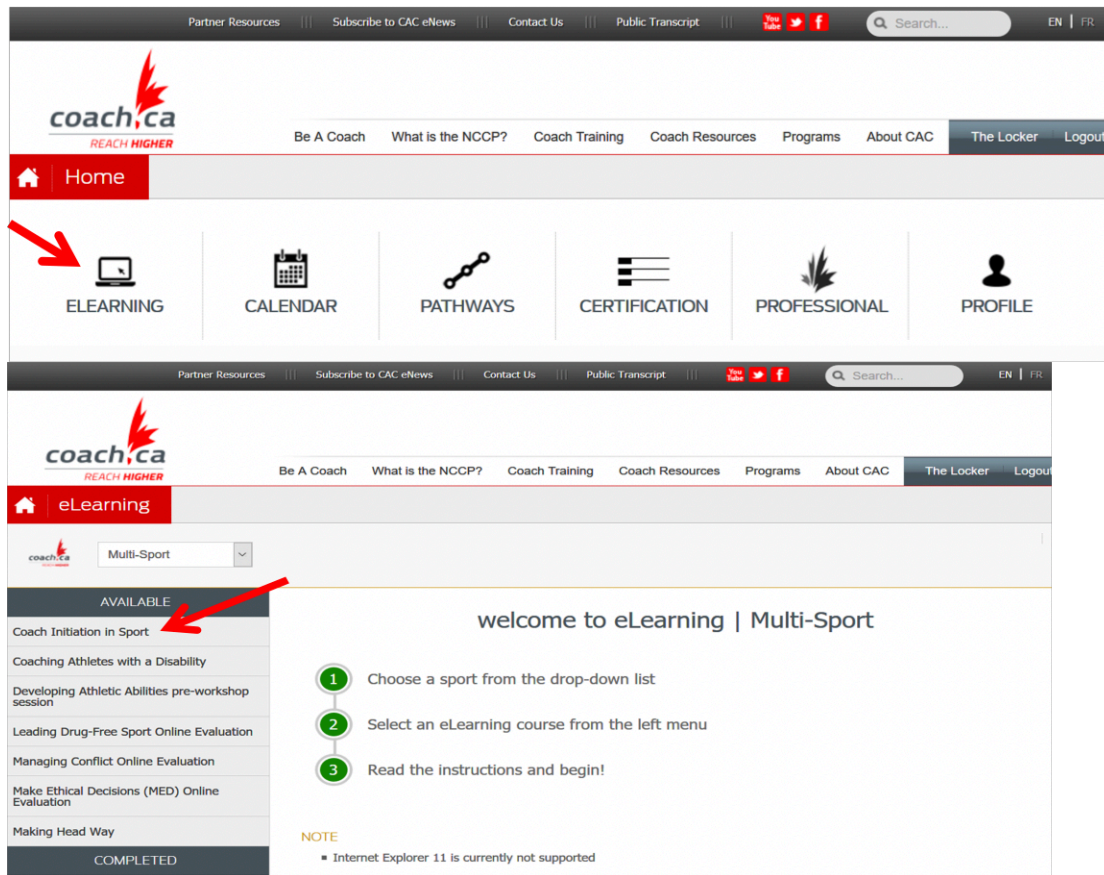 Partner Resources ||| Subscribe to CAC eNews ||| Contact Us ||| Public Transcript ||| You Tube Search... EN | FR
coach.ca
REACH HIGHER
Be A Coach What is the NCCP? Coach Training Coach Resources Programs About CAC The Locker Logout
Home
ELEARNING CALENDAR PATHWAYS CERTIFICATION PROFESSIONAL PROFILE
Partner Resources ||| Subscribe to CAC eNews ||| Contact Us ||| Public Transcript ||| You Tube Search... EN | FR
coach.ca
REACH HIGHER
Be A Coach What is the NCCP? Coach Training Coach Resources Programs About CAC The Locker Logout
eLearning
coach.ca Multi-Sport
AVAILABLE
Coach Initiation in Sport
Coaching Athletes with a Disability
Developing Athletic Abilities pre-workshop
session
Leading Drug-Free Sport Online Evaluation
Managing Conflict Online Evaluation
Make Ethical Decisions (MED) Online
Evaluation
Making Head Way
COMPLETED
welcome to eLearning | Multi-Sport
1 Choose a sport from the drop-down list
2 Select an eLearning course from the left menu
3 Read the instructions and begin!
NOTE
▪ Internet Explorer 11 is currently not supported